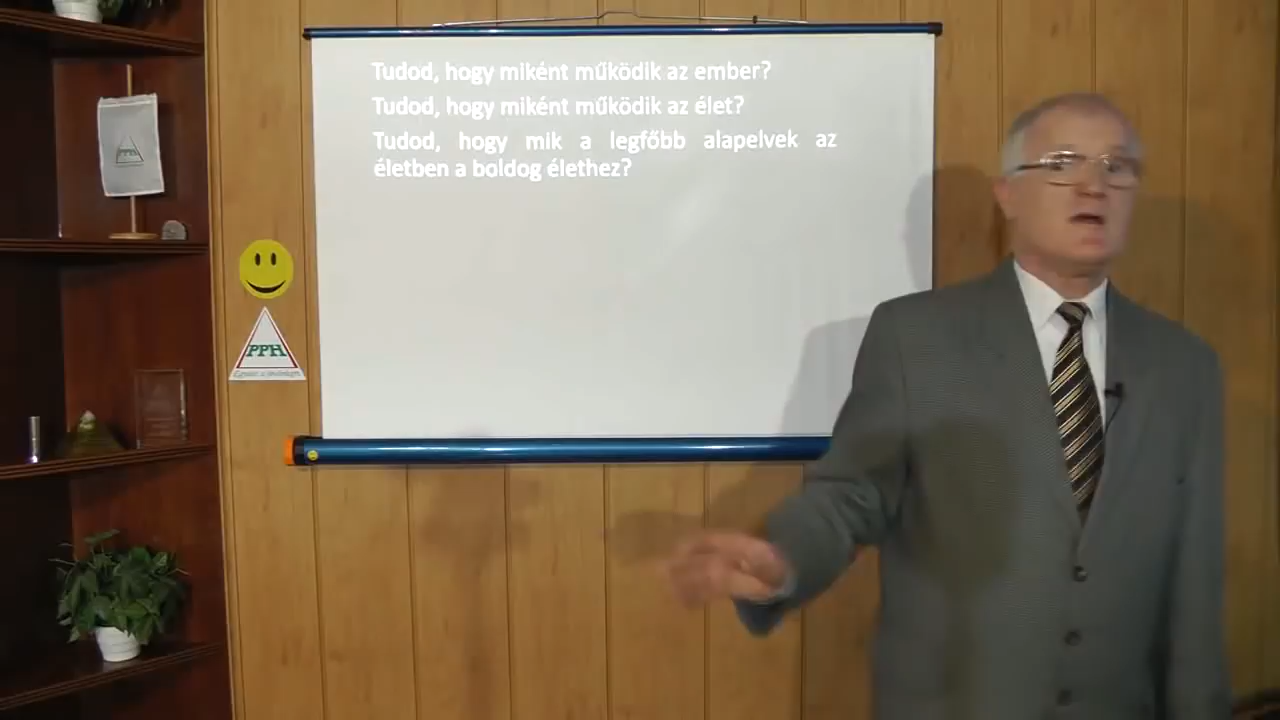 Tudod, hogy miként működik az ember?
Tudod, hogy miként működik az élet?
Tudod, hogy mik a legfőbb alapelvek az
életben a boldog élethez?
PPH
PPH